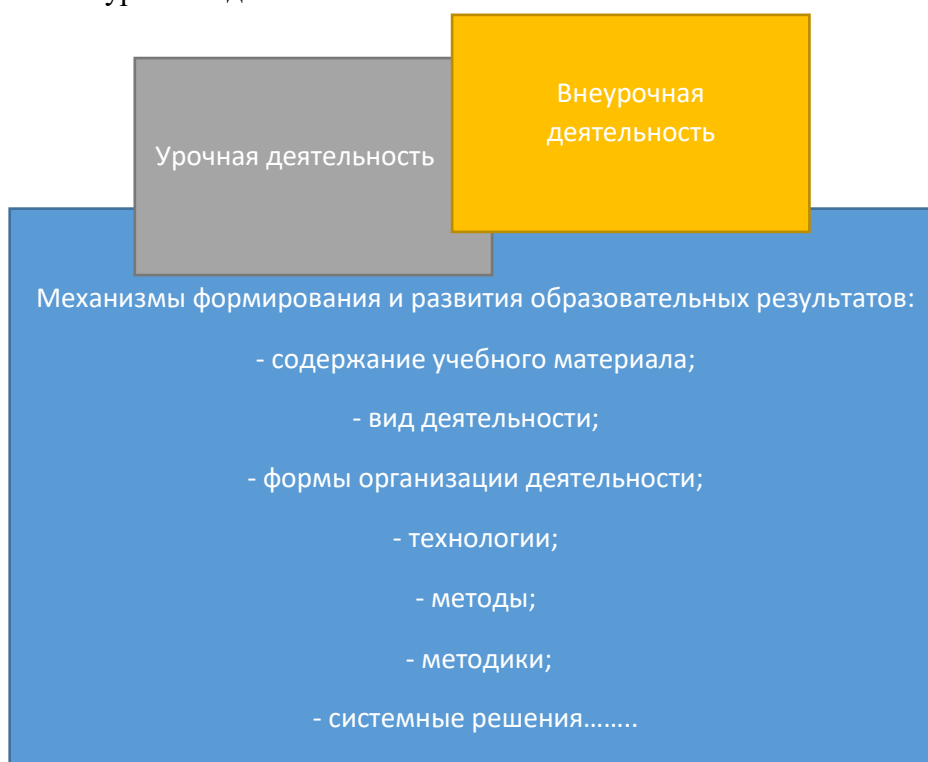 Внеурочная
деятельность
Урочная деятельность
Механизмы формирования и развития образовательных результатов:
- содержание учебного материала;
- вид деятельности;
- формы организации деятельности;
- технологии;
- методы;
- методики;
- системные решения……..